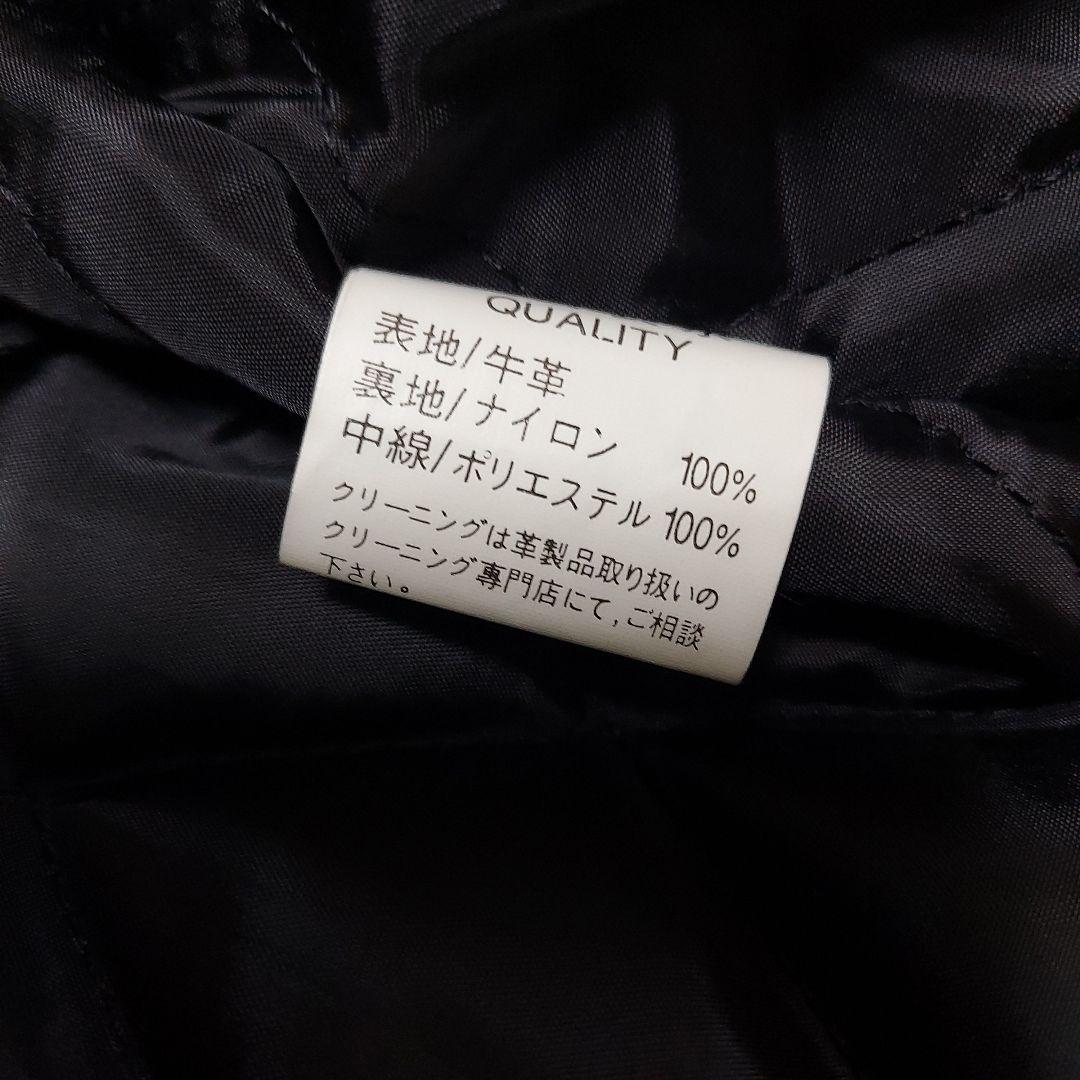 QUALITY
表地/牛革
裏地/ナイロン 100%
中線/ポリエステル 100%
クリーニングは革製品取り扱いの
クリーニング専門店にて,ご相談
下さい。